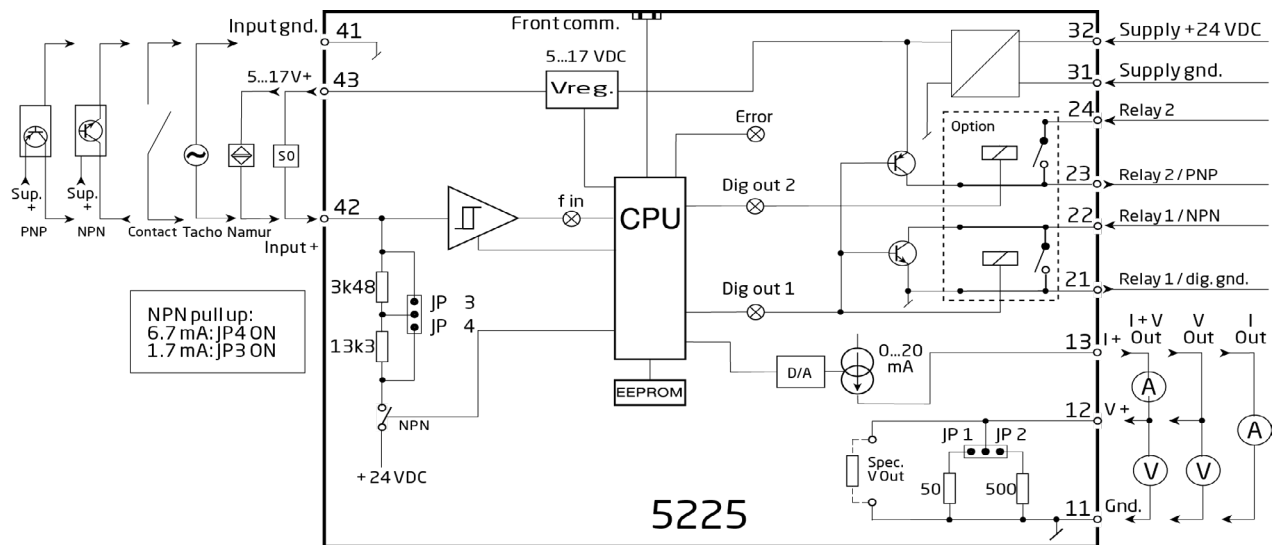 Front comm.
Input gnd.
41
5...17V+
43
5...17 VDC
Vreg.
32
Supply +24 VDC
31
Supply gnd.
24
Relay 2
Option
Error
23
Relay 2 / PNP
Dig out 2
22
Relay 1 / NPN
S0
Sup.
+
Sup.
+
PNP
NPN
Contact
Tacho
Namur
42
Input+
f in
CPU
21
Relay 1 / dig. gnd.
Dig out 1
3k48
JP 3
JP 4
13k3
NPN pull up:
6.7 mA: JP4 ON
1.7 mA: JP3 ON
EEPROM
NPN
+ 24 VDC
D/A
0...20
mA
13
I+
I + V
Out
V
Out
I
Out
A
A
12
V +
JP 1
JP 2
Spec.
V Out
50
500
V
V
11
Gnd.
5225